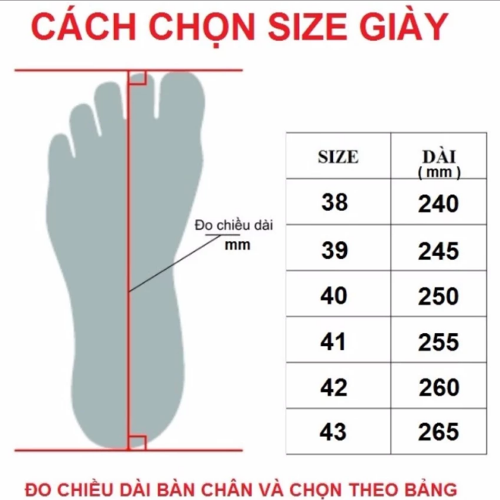 CÁCH CHỌN SIZE GIÀY
Đo chiều dài
mm
SIZE DÀI
( mm )
38 240
39 245
40 250
41 255
42 260
43 265
ĐO CHIỀU DÀI BÀN CHÂN VÀ CHỌN THEO BẢNG